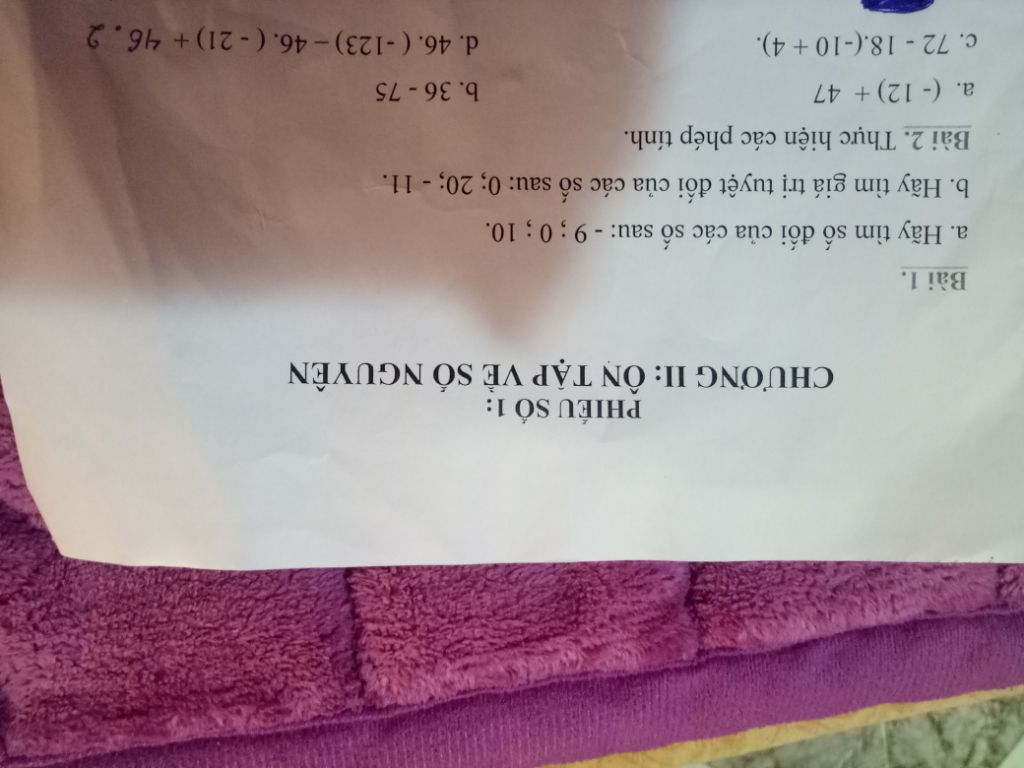 PHIẾU SỐ 1:
CHƯƠNG II: ÔN TẬP VỀ SỐ NGUYÊN
Bài 1.
a. Hãy tìm số đối của các số sau: - 9 ; 0 ; 10.
b. Hãy tìm giá trị tuyệt đối của các số sau: 0; 20; - 11.
Bài 2. Thực hiện các phép tính.
a. (- 12) + 47 b. 36 - 75
c. 72 - 18.(-10 + 4). d. 46. ( -123) – 46. ( - 21) + 46. 2